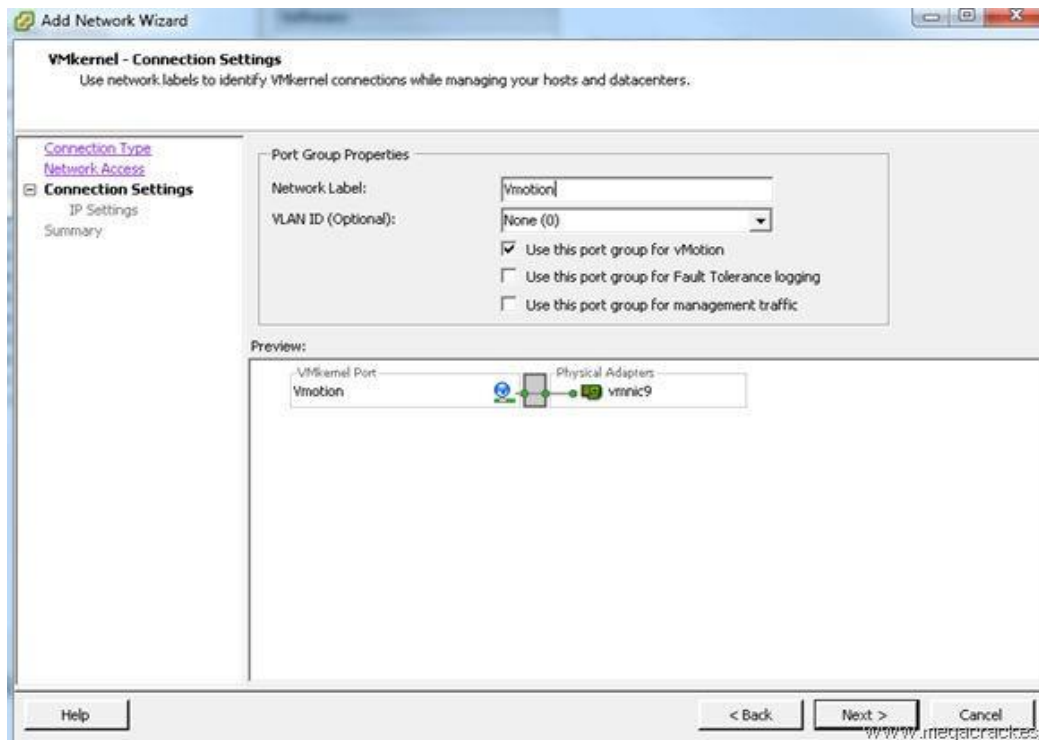 Add Network Wizard
VMkernel - Connection Settings
Use network labels to identify VMkernel connections while managing your hosts and datacenters.
Connection Type
Network Access
Connection Settings
IP Settings
Summary
Port Group Properties
Network Label:
Vmotion
VLAN ID (Optional):
None (0)
Use this port group for vMotion
Use this port group for Fault Tolerance logging
Use this port group for management traffic
Preview:
VMkernel Port
Physical Adapters
Vmotion
vmnic9
Help
< Back
Next >
Cancel
www.megacrack.es